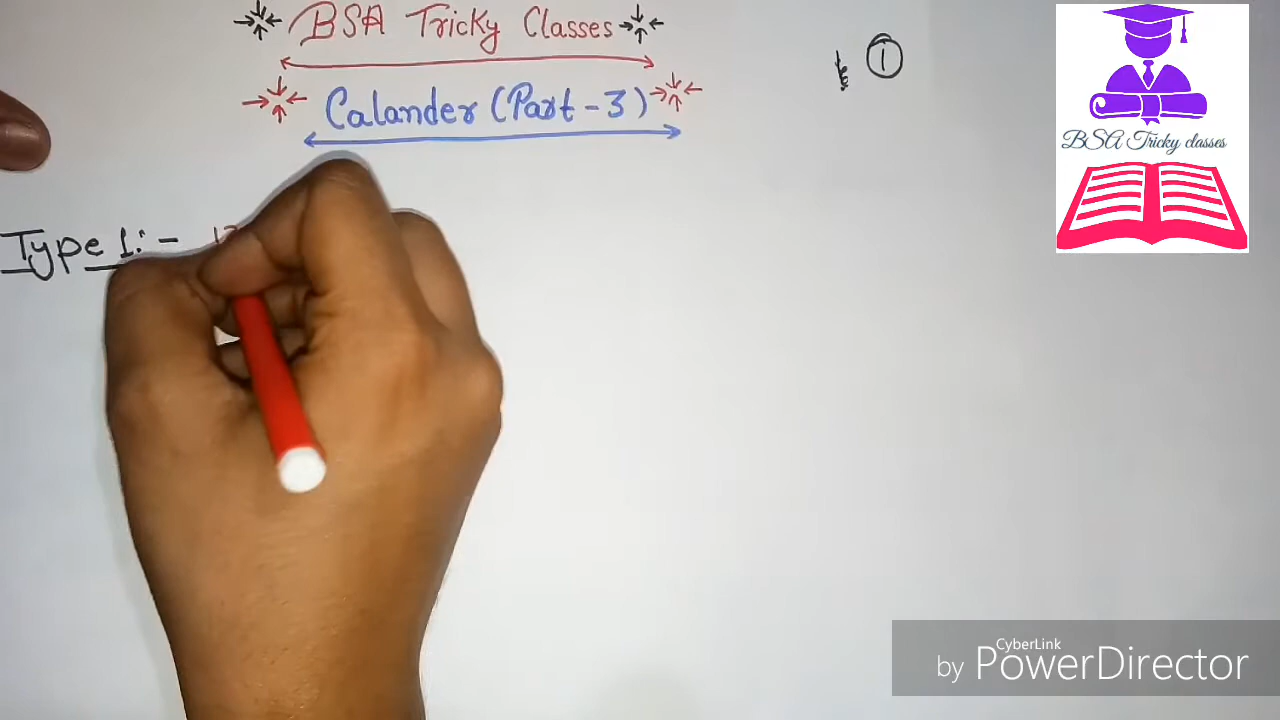 BSA Tricky Classes
Calander (Part-3)
①
Type 1:-
BSA Tricky classes
CyberLink
by PowerDirector